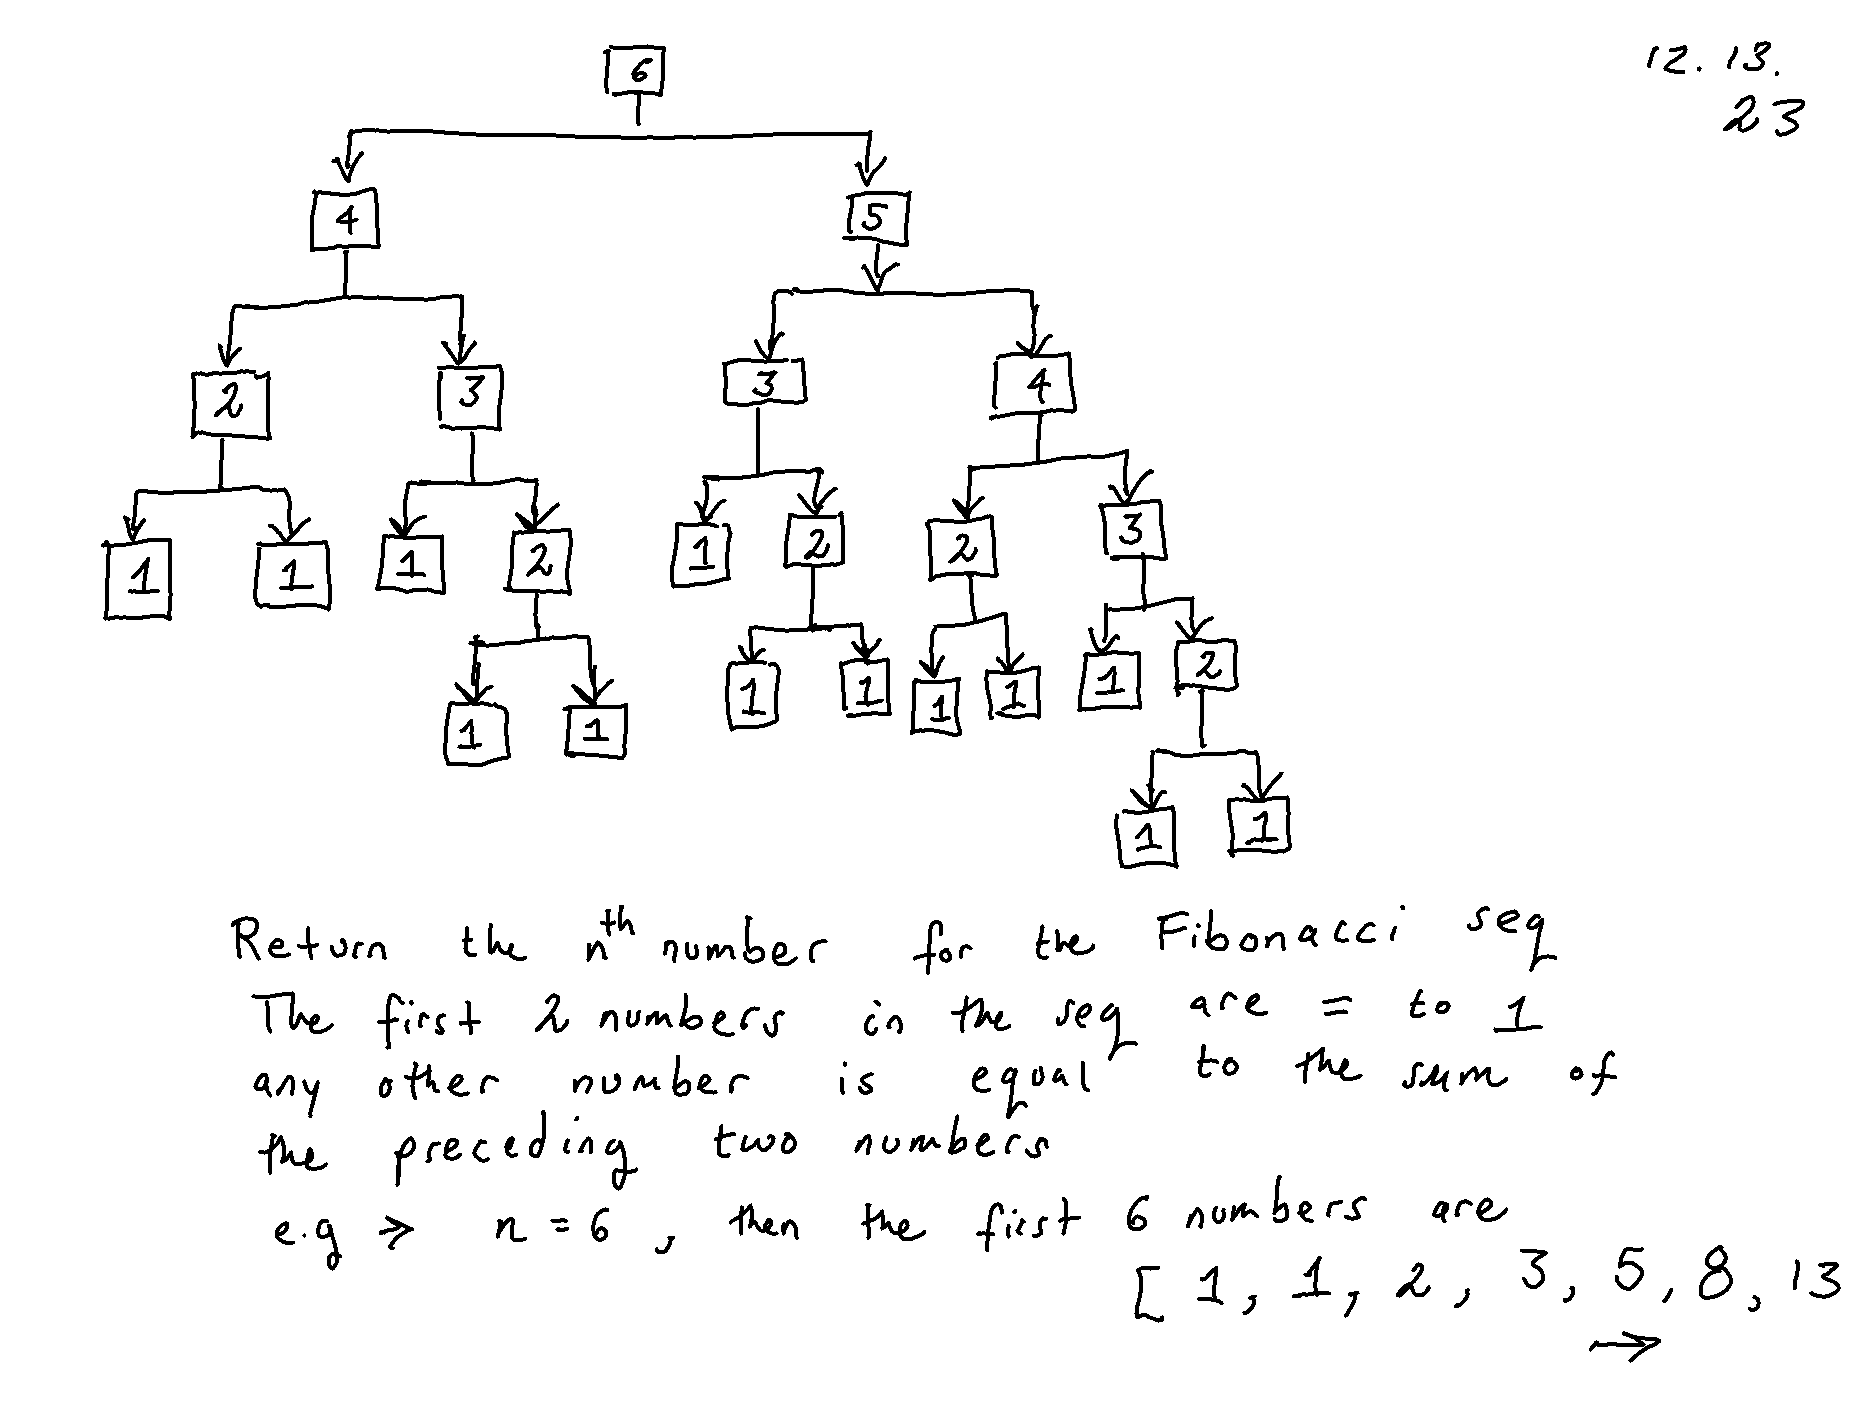 12.13.
23
6
4 5
2 3 3 4
1 1 1 2 1 2 2 3
1 1 1 1 1 1 1 2
1 1
Return the nth number for the Fibonacci seq
The first 2 numbers in the seq are = to 1
any other number is equal to the sum of
the preceding two numbers
e.g ⇒ n = 6, then the first 6 numbers are
[ 1, 1, 2, 3, 5, 8, 13
→